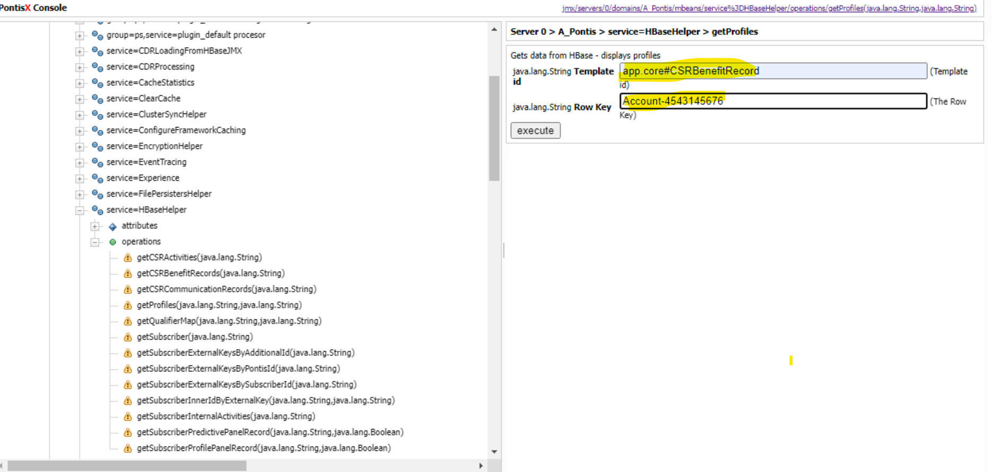 PontisX Console
jmx/servers/0/domains/A_Pontis/mbeans/service%3DHBaseHelper/operations/getProfiles(java.lang.String,java.lang.String)
group=ps,service=plugin_default procesor
service=CDRLoadingFromHBaseJMX
service=CDRProcessing
service=CacheStatistics
service=ClearCache
service=ClusterSyncHelper
service=ConfigureFrameworkCaching
service=EncryptionHelper
service=EventTracing
service=Experience
service=FilePersistersHelper
service=HBaseHelper
attributes
operations
getCSRActivities(java.lang.String)
getCSRBenefitRecords(java.lang.String)
getCSRCommunicationRecords(java.lang.String)
getProfiles(java.lang.String,java.lang.String)
getQualifierMap(java.lang.String,java.lang.String)
getSubscriber(java.lang.String)
getSubscriberExternalKeysByAdditionalId(java.lang.String)
getSubscriberExternalKeysByPontisId(java.lang.String)
getSubscriberExternalKeysBySubscriberId(java.lang.String)
getSubscriberInnerIdByExternalKey(java.lang.String,java.lang.String)
getSubscriberInternalActivities(java.lang.String)
getSubscriberPredictivePanelRecord(java.lang.String,java.lang.Boolean)
getSubscriberProfilePanelRecord(java.lang.String,java.lang.Boolean)
Server 0 > A_Pontis > service=HBaseHelper > getProfiles
Gets data from HBase - displays profiles
java.lang.String Template id
app.core#CSRBenefitRecord
(Template
id)
java.lang.String Row Key
Account-4543145676
(The Row
Key)
execute